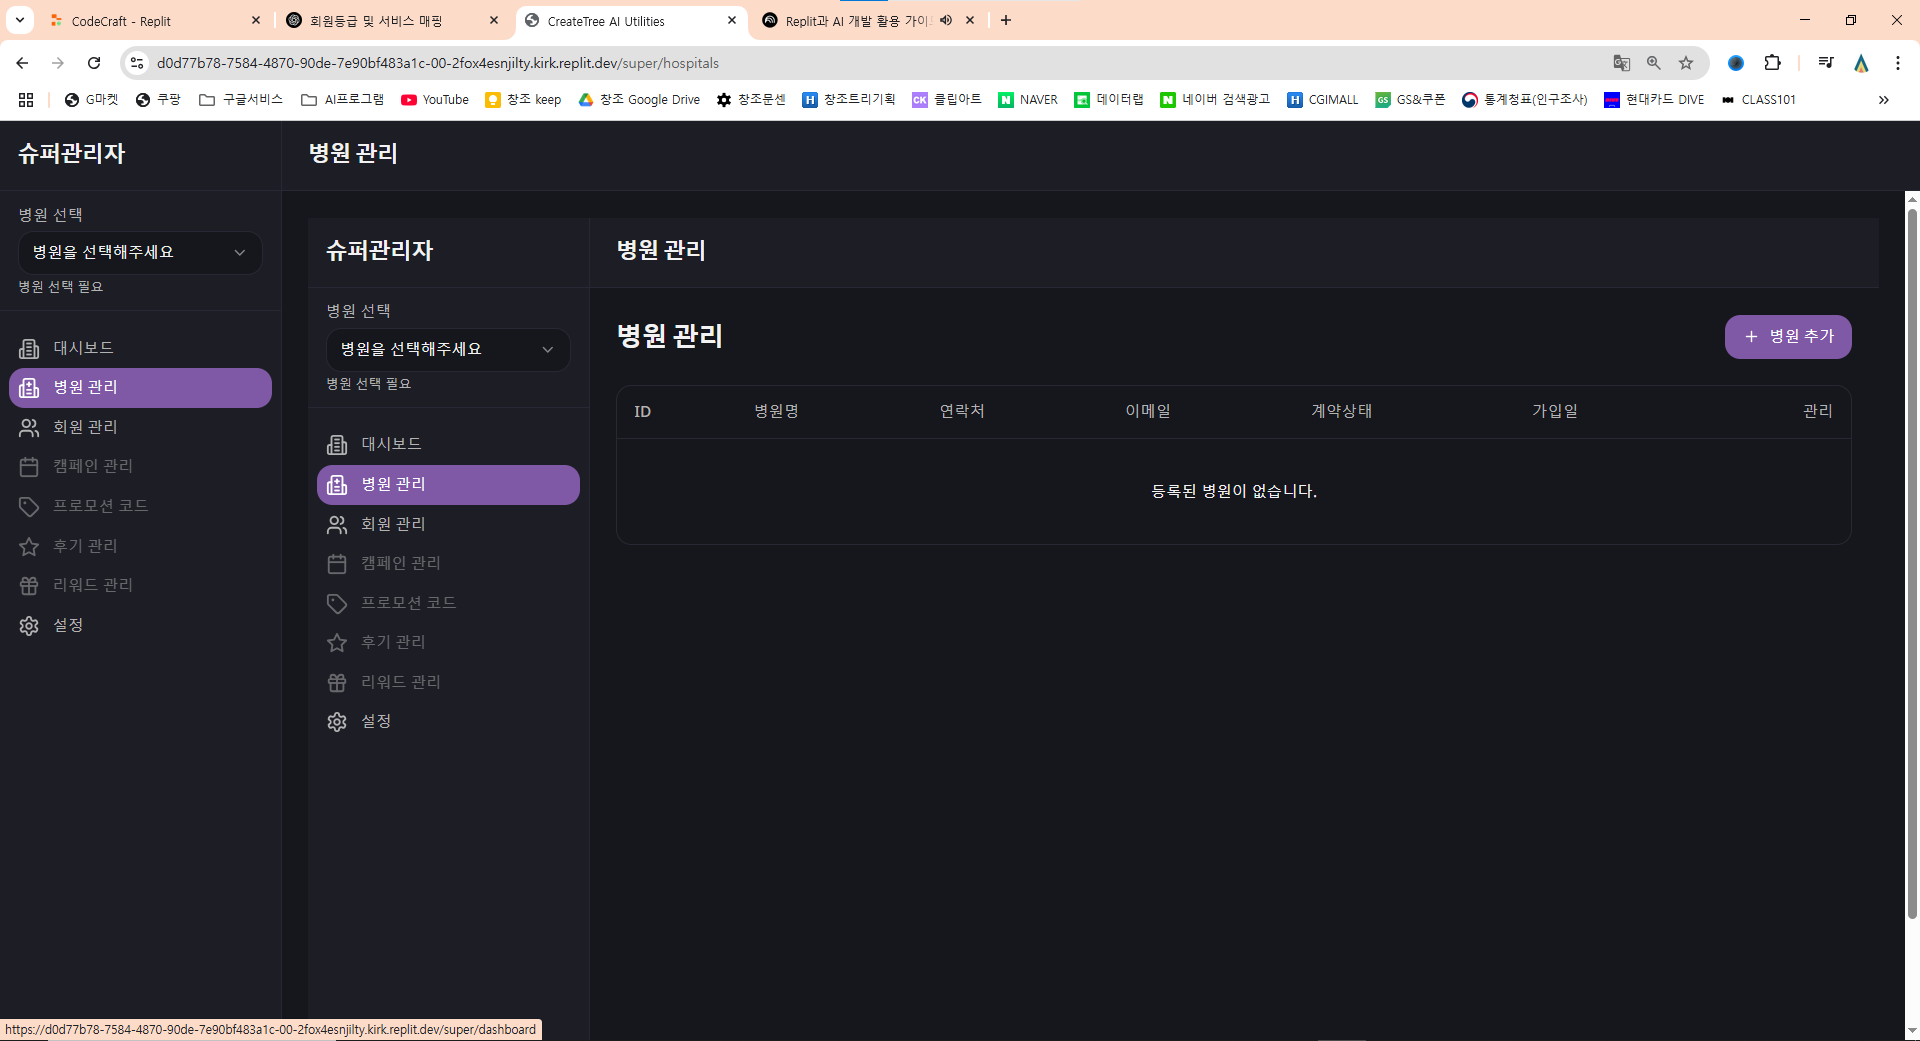 CodeCraft - Replit
회원등급 및 서비스 매핑
CreateTree AI Utilities
Replit과 AI 개발 활용 가이드
d0d77b78-7584-4870-90de-7e90bf483a1c-00-2fox4esnjilty.kirk.replit.dev/super/hospitals
G마켓
쿠팡
구글서비스
AI프로그램
YouTube
창조 keep
창조 Google Drive
창조문센
창조트리기획
CK 클립아트
NAVER
데이터랩
네이버 검색광고
CGIMALL
GS GS&쿠폰
통계청표(인구조사)
현대카드 DIVE
CLASS101
슈퍼관리자
병원 관리
병원 선택
병원을 선택해주세요
병원 선택 필요
대시보드
병원 관리
회원 관리
캠페인 관리
프로모션 코드
후기 관리
리워드 관리
설정
슈퍼관리자
병원 관리
병원 선택
병원을 선택해주세요
병원 선택 필요
대시보드
병원 관리
회원 관리
캠페인 관리
프로모션 코드
후기 관리
리워드 관리
설정
병원 관리
+ 병원 추가
ID 병원명 연락처 이메일 계약상태 가입일 관리
등록된 병원이 없습니다.
https://d0d77b78-7584-4870-90de-7e90bf483a1c-00-2fox4esnjilty.kirk.replit.dev/super/dashboard